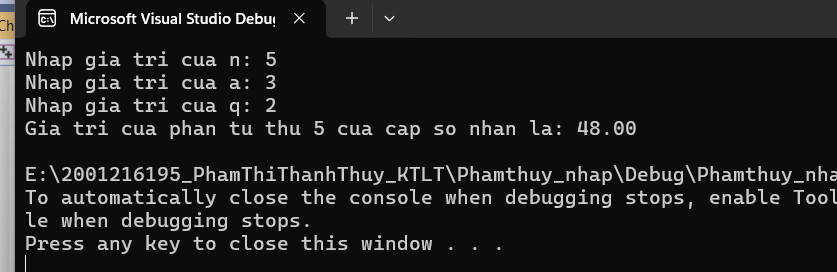 Ch
Microsoft Visual Studio Debu
Nhap gia tri cua n: 5
Nhap gia tri cua a: 3
Nhap gia tri cua q: 2
Gia tri cua phan tu thu 5 cua cap so nhan la: 48.00
E:\2001216195_PhamThiThanhThuy_KTLT\Phamthuy_nhap\Debug\Phamthuy_nha
To automatically close the console when debugging stops, enable Tool
le when debugging stops.
Press any key to close this window . . .